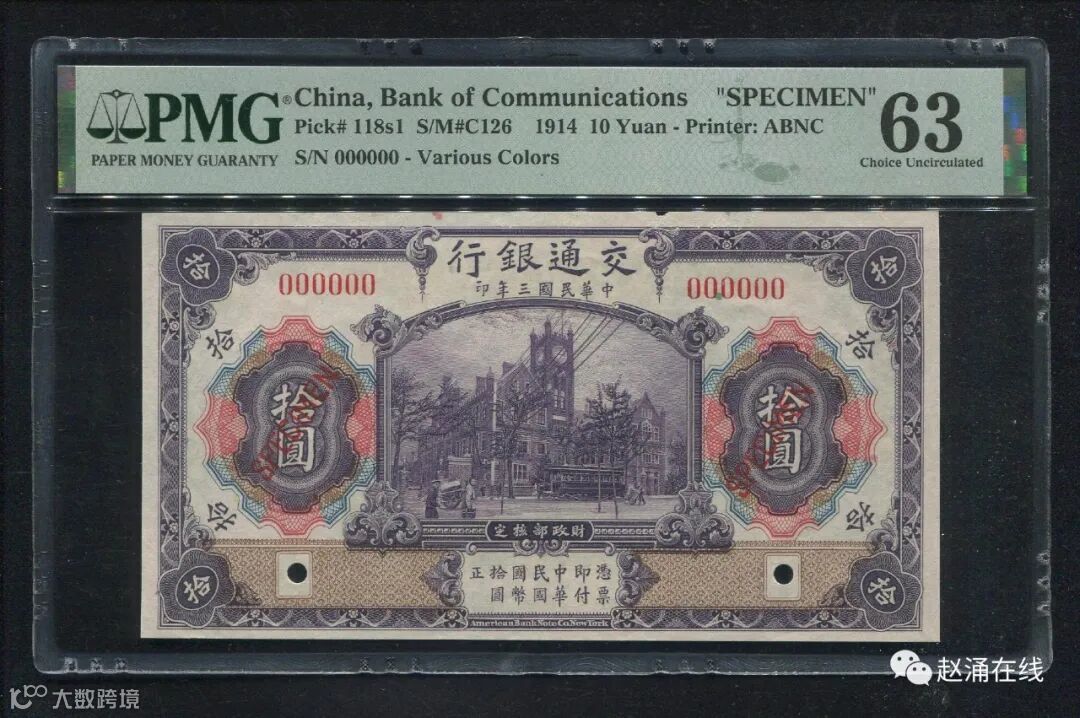 PMG®
PAPER MONEY GUARANTY
China, Bank of Communications "SPECIMEN"
Pick# 118s1 S/M#C126 1914 10 Yuan - Printer: ABNC
S/N 000000 - Various Colors
63
Choice Uncirculated
行銀通交
印年三國民華中
拾
拾
000000
000000
拾
拾
拾圓
SPECIMEN
拾圓
SPECIMEN
拾
拾
定核部政財
正拾國民中即憑
圓幣國華付票
拾
拾
American Bank Note Co. New York
赵涌在线
大数跨境